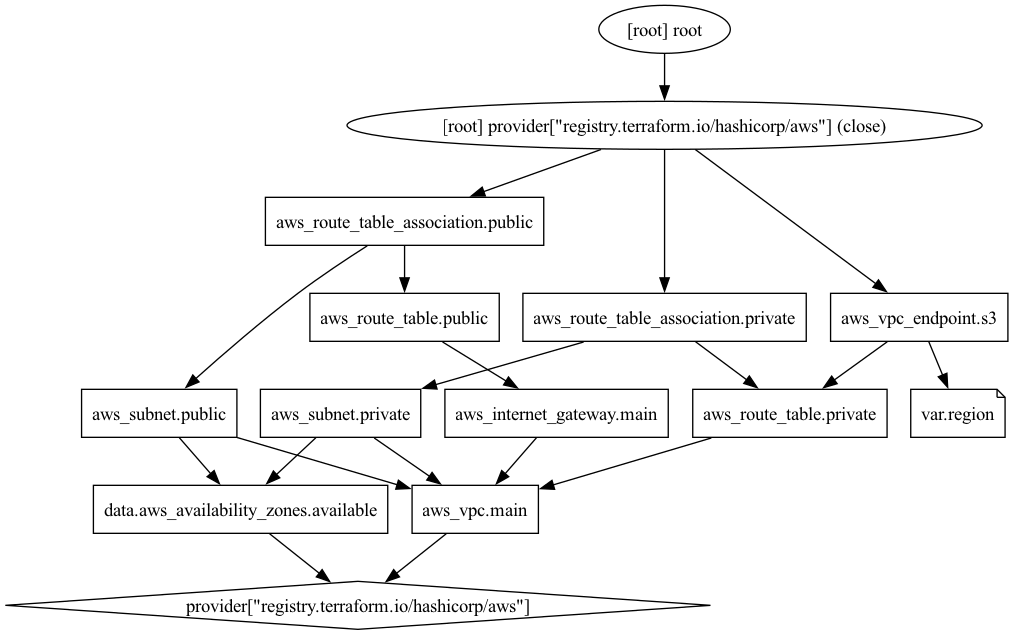 [root] root
[root] provider["registry.terraform.io/hashicorp/aws"] (close)
aws_route_table_association.public
aws_route_table.public
aws_route_table_association.private
aws_vpc_endpoint.s3
aws_subnet.public
aws_subnet.private
aws_internet_gateway.main
aws_route_table.private
var.region
data.aws_availability_zones.available
aws_vpc.main
provider["registry.terraform.io/hashicorp/aws"]